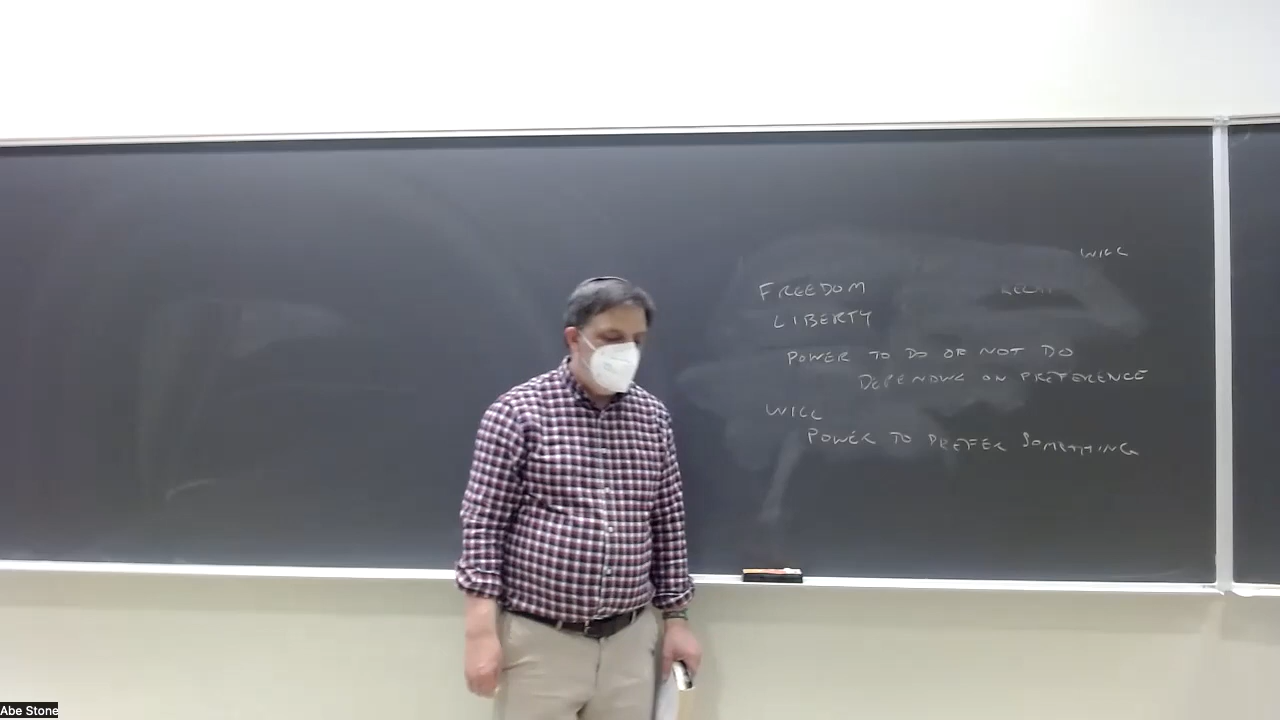 WILL
FREEDOM
LIBERTY
POWER TO DO OR NOT DO
DEPENDING ON PREFERENCE
WILL
POWER TO PREFER SOMETHING
Abe Stone